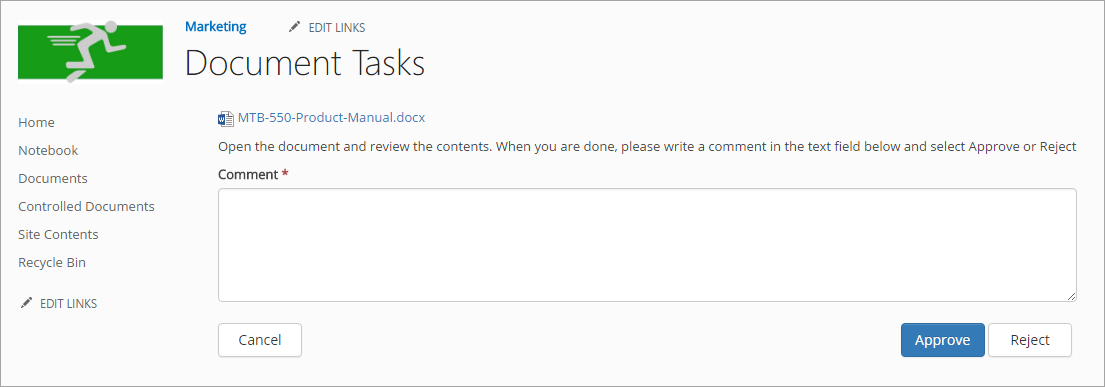 Marketing
EDIT LINKS
Document Tasks
Home
Notebook
Documents
Controlled Documents
Site Contents
Recycle Bin
EDIT LINKS
MTB-550-Product-Manual.docx
Open the document and review the contents. When you are done, please write a comment in the text field below and select Approve or Reject
Comment *
Cancel
Approve
Reject